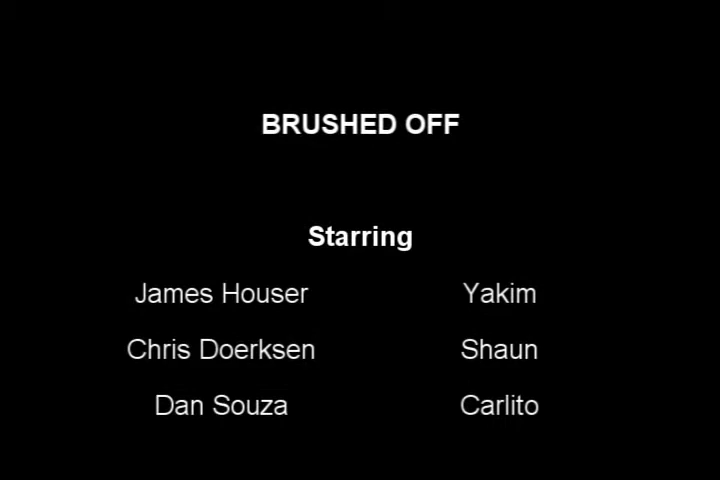 BRUSHED OFF
Starring
James Houser Yakim
Chris Doerksen Shaun
Dan Souza Carlito